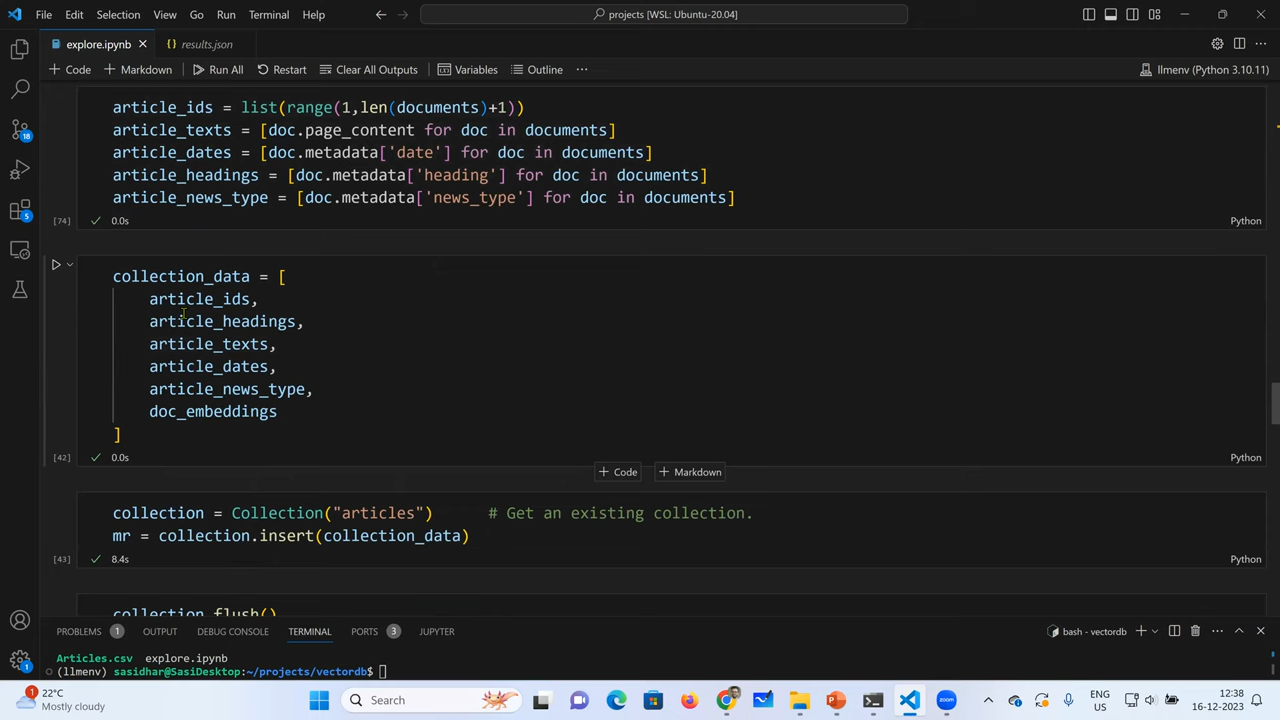 File Edit Selection View Go Run Terminal Help
projects [WSL: Ubuntu-20.04]
explore.ipynb
results.json
+ Code + Markdown Run All Restart Clear All Outputs Variables Outline ...
llmenv (Python 3.10.11)
article_ids = list(range(1,len(documents)+1))
article_texts = [doc.page_content for doc in documents]
article_dates = [doc.metadata['date'] for doc in documents]
article_headings = [doc.metadata['heading'] for doc in documents]
article_news_type = [doc.metadata['news_type'] for doc in documents]
[74] 0.0s Python
collection_data = [
article_ids,
article_headings,
article_texts,
article_dates,
article_news_type,
doc_embeddings
]
[42] 0.0s Python
+ Code + Markdown
collection = Collection("articles") # Get an existing collection.
mr = collection.insert(collection_data)
[43] 8.4s Python
collection.flush()
PROBLEMS 1 OUTPUT DEBUG CONSOLE TERMINAL PORTS 3 JUPYTER
bash - vectordb
Articles.csv explore.ipynb
(llmenv) sasidhar@SasiDesktop:~/projects/vectordb$
18
5
1
22°C
Mostly cloudy
Search
ENG
US
12:38
16-12-2023